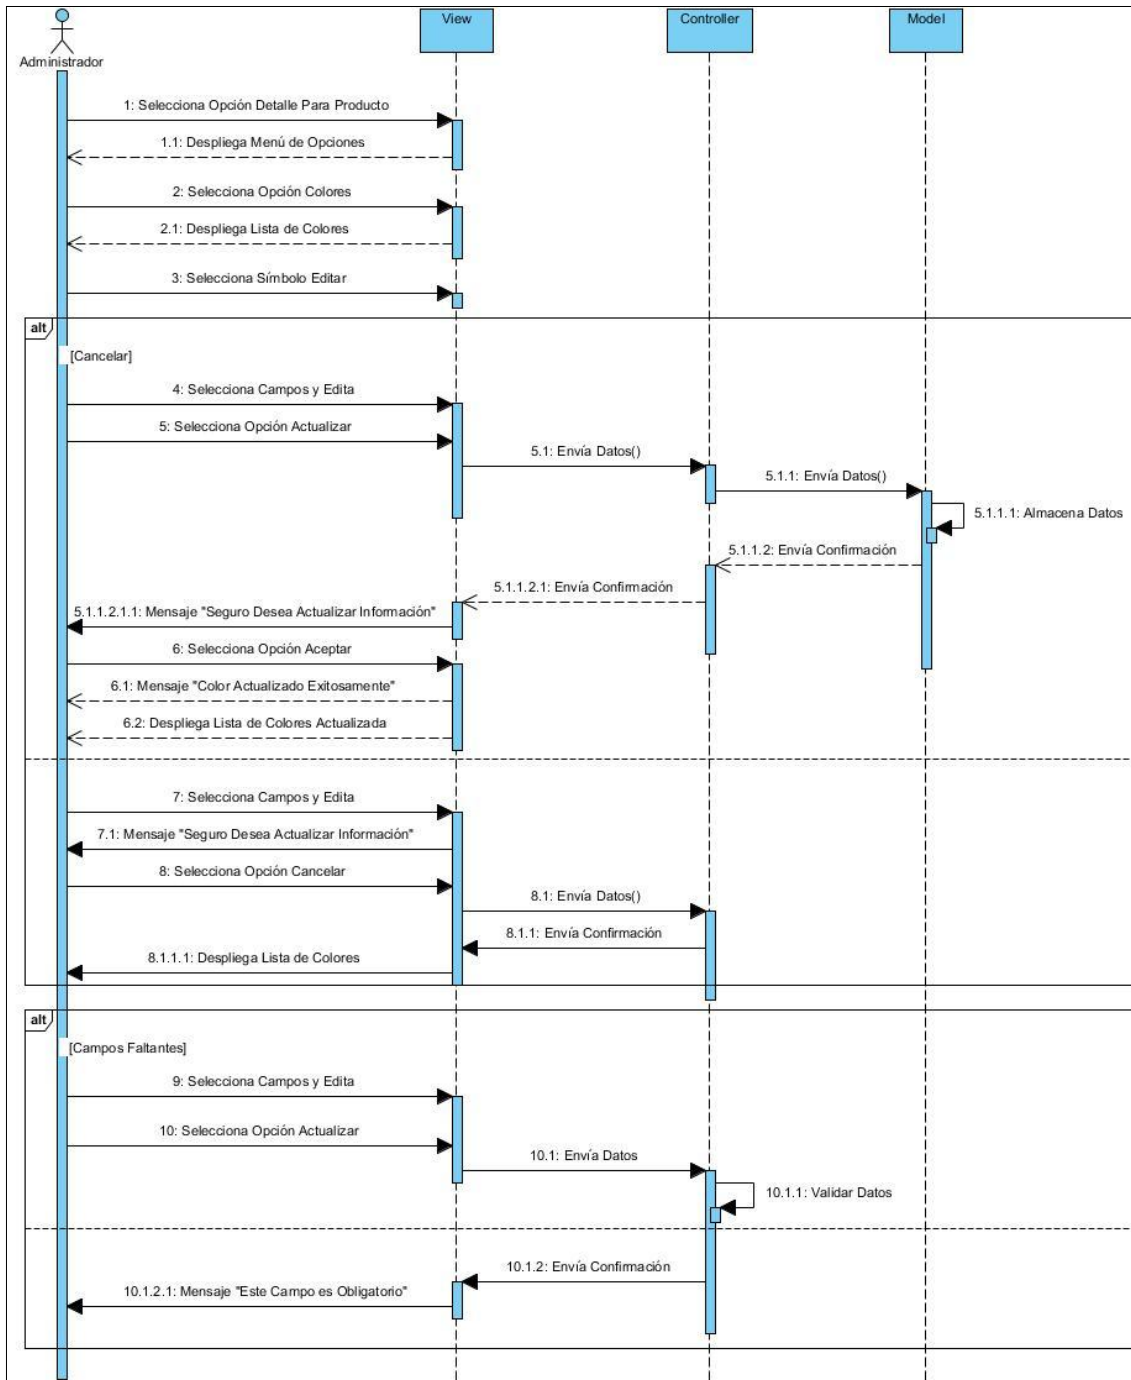 View
Controller
Model
Administrador
1: Selecciona Opción Detalle Para Producto
1.1: Despliega Menú de Opciones
2: Selecciona Opción Colores
2.1: Despliega Lista de Colores
3: Selecciona Símbolo Editar
alt
[Cancelar]
4: Selecciona Campos y Edita
5: Selecciona Opción Actualizar
5.1: Envía Datos()
5.1.1: Envía Datos()
5.1.1.1: Almacena Datos
5.1.1.2: Envía Confirmación
5.1.1.2.1: Envía Confirmación
5.1.1.2.1.1: Mensaje "Seguro Desea Actualizar Información"
6: Selecciona Opción Aceptar
6.1: Mensaje "Color Actualizado Exitosamente"
6.2: Despliega Lista de Colores Actualizada
7: Selecciona Campos y Edita
7.1: Mensaje "Seguro Desea Actualizar Información"
8: Selecciona Opción Cancelar
8.1: Envía Datos()
8.1.1: Envía Confirmación
8.1.1.1: Despliega Lista de Colores
alt
[Campos Faltantes]
9: Selecciona Campos y Edita
10: Selecciona Opción Actualizar
10.1: Envía Datos
10.1.1: Validar Datos
10.1.2: Envía Confirmación
10.1.2.1: Mensaje "Este Campo es Obligatorio"